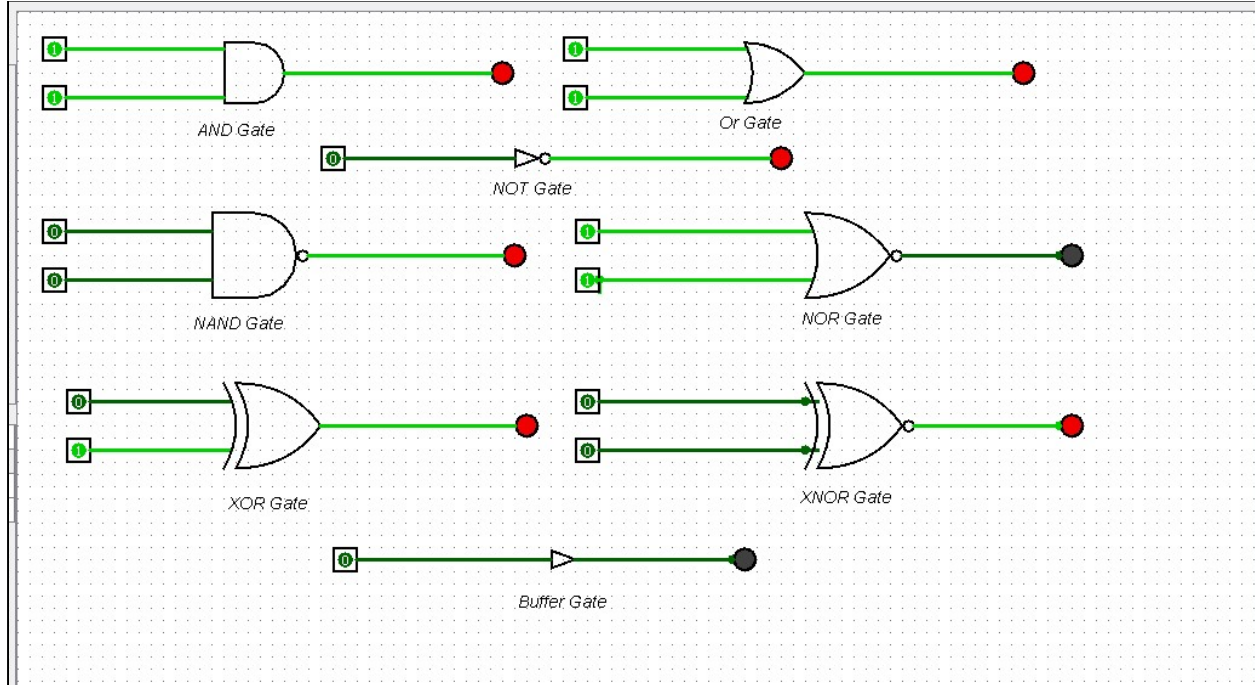 1
1
1
1
AND Gate
Or Gate
0
NOT Gate
0
1
0
1
NAND Gate
NOR Gate
0
0
1
0
XOR Gate
XNOR Gate
0
Buffer Gate